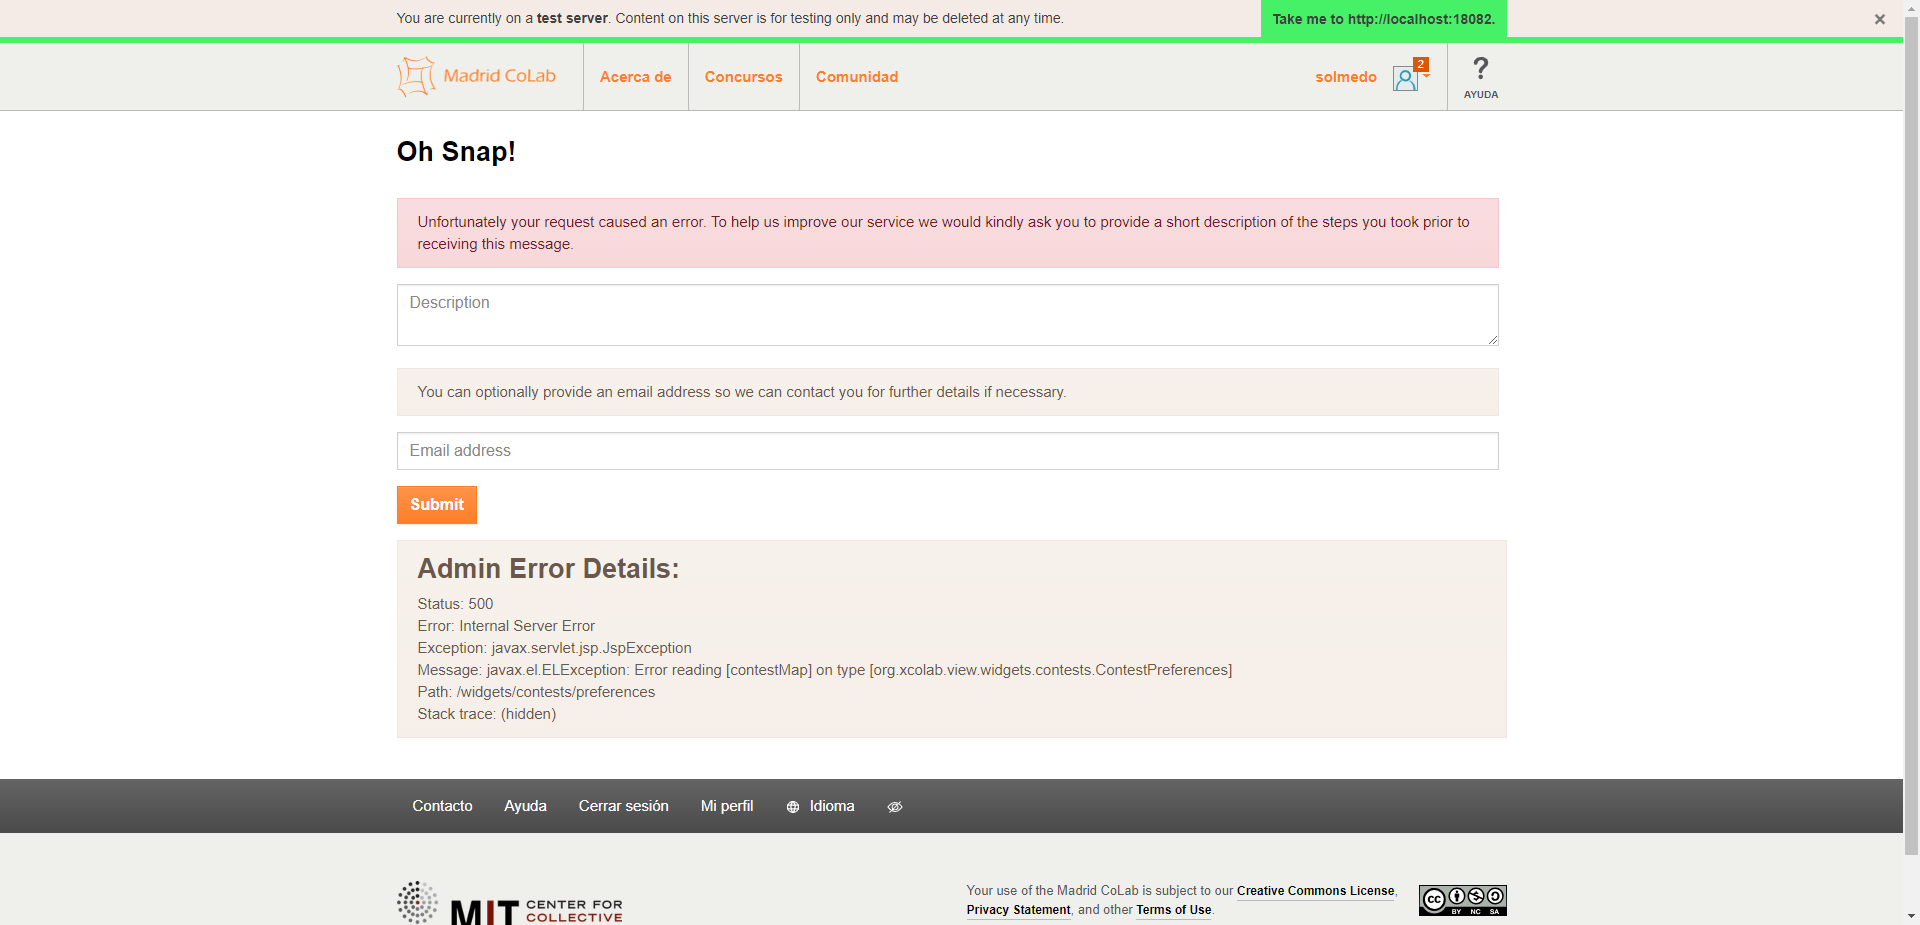 You are currently on a test server. Content on this server is for testing only and may be deleted at any time.
Take me to http://localhost:18082.
×
Madrid CoLab
Acerca de
Concursos
Comunidad
solmedo
2
?
AYUDA
Oh Snap!
Unfortunately your request caused an error. To help us improve our service we would kindly ask you to provide a short description of the steps you took prior to
receiving this message.
Description
You can optionally provide an email address so we can contact you for further details if necessary.
Email address
Submit
Admin Error Details:
Status: 500
Error: Internal Server Error
Exception: javax.servlet.jsp.JspException
Message: javax.el.ELException: Error reading [contestMap] on type [org.xcolab.view.widgets.contests.ContestPreferences]
Path: /widgets/contests/preferences
Stack trace: (hidden)
Contacto
Ayuda
Cerrar sesión
Mi perfil
Idioma
MIT
CENTER FOR
COLLECTIVE
Your use of the Madrid CoLab is subject to our Creative Commons License,
Privacy Statement, and other Terms of Use.
cc
BY NC SA